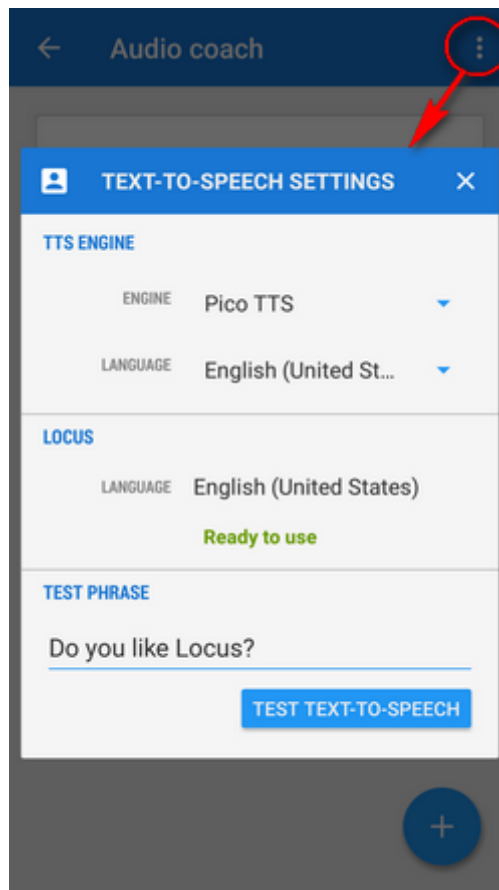 Audio coach
TEXT-TO-SPEECH SETTINGS
TTS ENGINE
ENGINE Pico TTS
LANGUAGE English (United St...
LOCUS
LANGUAGE English (United States)
Ready to use
TEST PHRASE
Do you like Locus?
TEST TEXT-TO-SPEECH